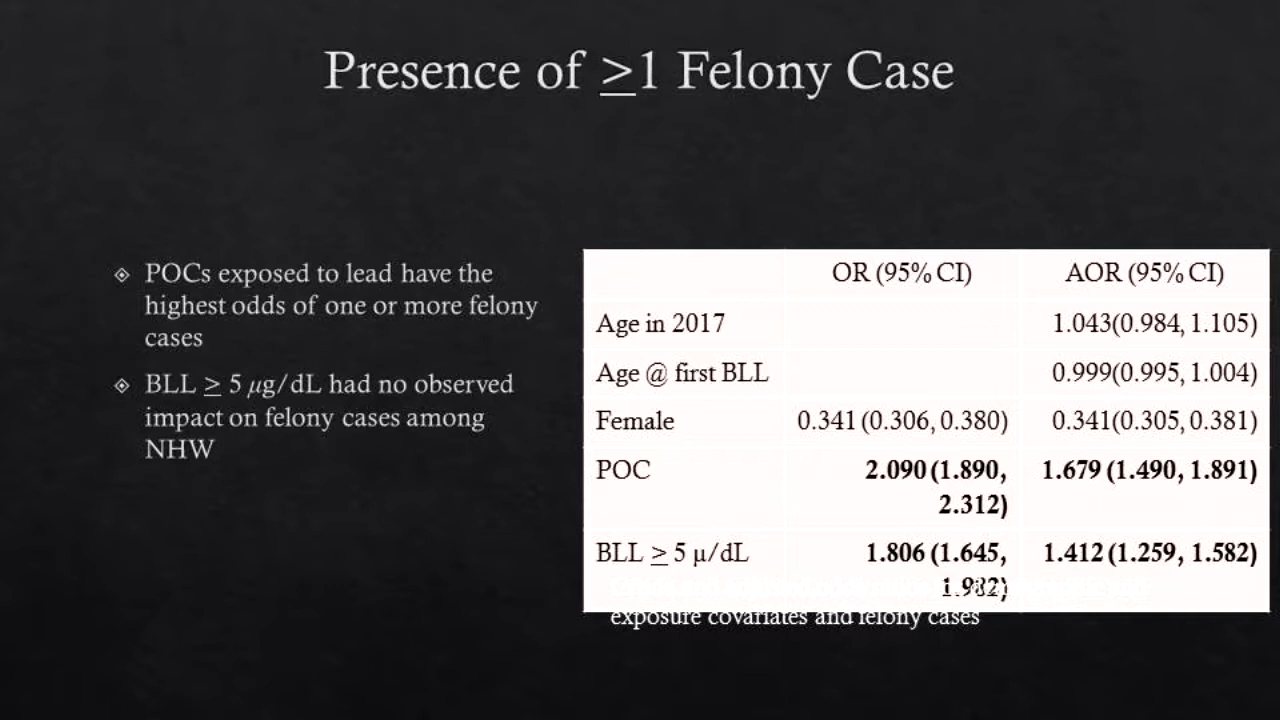 Presence of ≥1 Felony Case
POCs exposed to lead have the
highest odds of one or more felony
cases
BLL ≥ 5 µg/dL had no observed
impact on felony cases among
NHW
OR (95% CI) AOR (95% CI)
Age in 2017 1.043(0.984, 1.105)
Age @ first BLL 0.999(0.995, 1.004)
Female 0.341 (0.306, 0.380) 0.341(0.305, 0.381)
POC 2.090 (1.890, 1.679 (1.490, 1.891)
2.312)
BLL ≥ 5 µ/dL 1.806 (1.645, 1.412 (1.259, 1.582)
1.982)
exposure covariates and felony cases